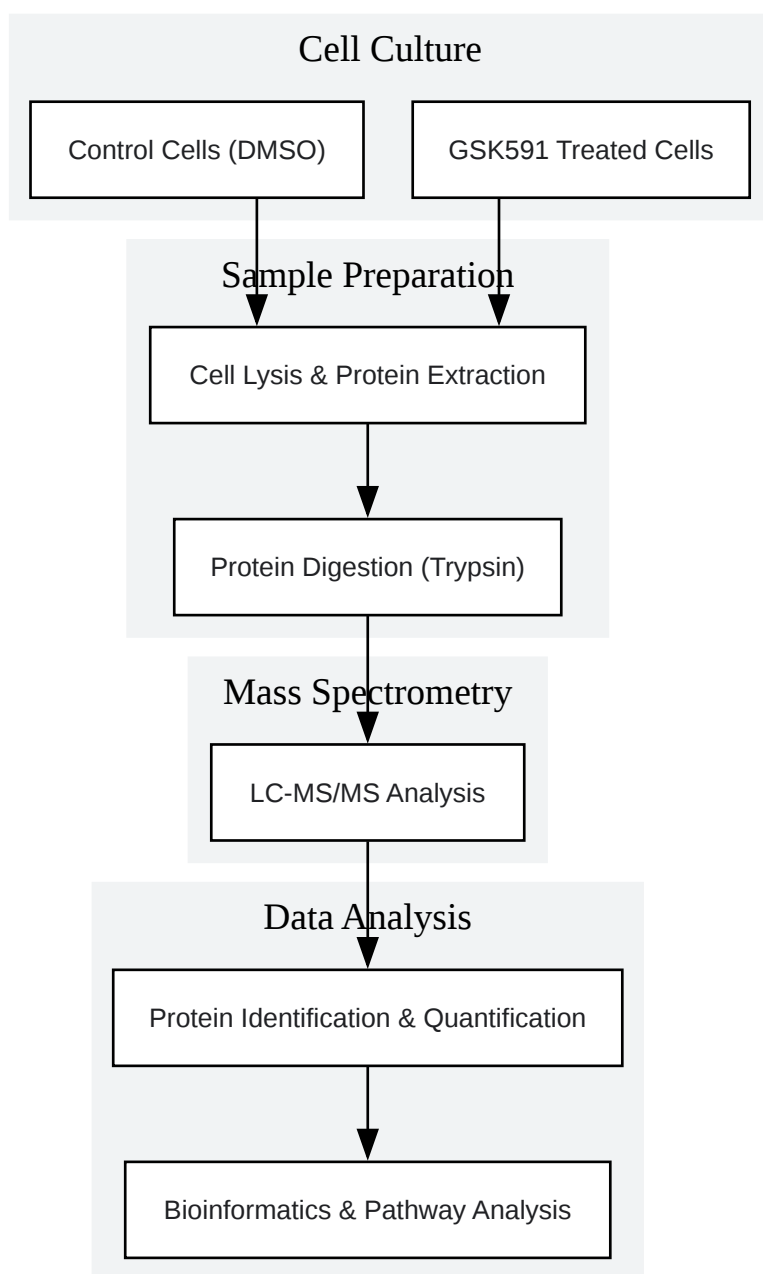 Cell Culture
Control Cells (DMSO)
GSK591 Treated Cells
Sample Preparation
Cell Lysis & Protein Extraction
Protein Digestion (Trypsin)
Mass Spectrometry
LC-MS/MS Analysis
Data Analysis
Protein Identification & Quantification
Bioinformatics & Pathway Analysis